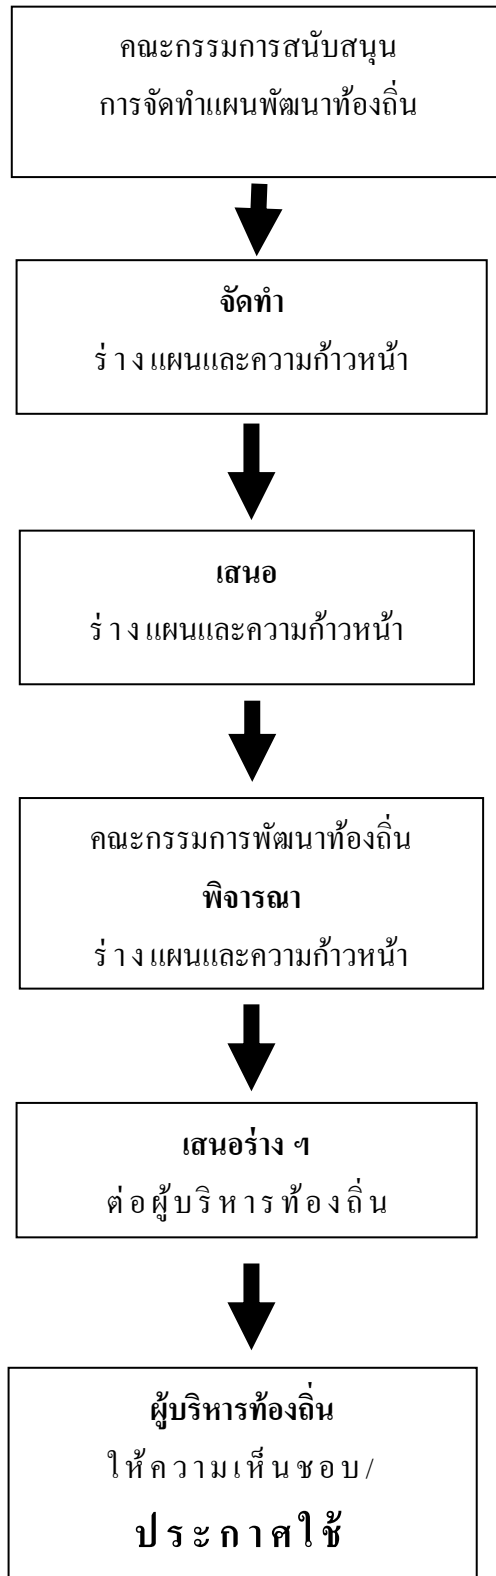 คณะกรรมการสนับสนุน
การจัดทำแผนพัฒนาท้องถิ่น
จัดทำ
ร่างแผนและความก้าวหน้า
เสนอ
ร่างแผนและความก้าวหน้า
คณะกรรมการพัฒนาท้องถิ่น
พิจารณา
ร่างแผนและความก้าวหน้า
เสนอร่าง ฯ
ต่อผู้บริหารท้องถิ่น
ผู้บริหารท้องถิ่น
ให้ความเห็นชอบ/
ประกาศใช้